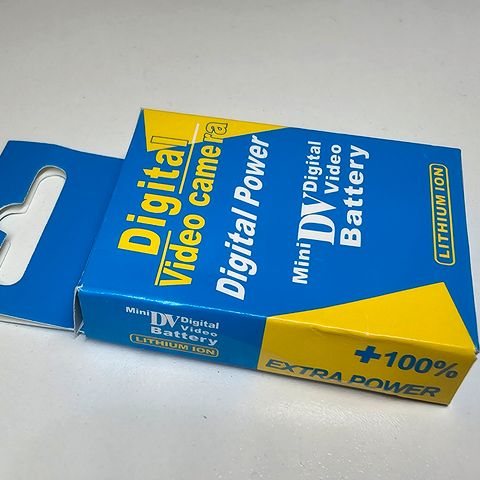 Digital
Video camera
Digital Power
Mini DV Digital
Video
Battery
LITHIUM ION
Mini DV Digital
Video
Battery
LITHIUM ION
+100%
EXTRA POWER